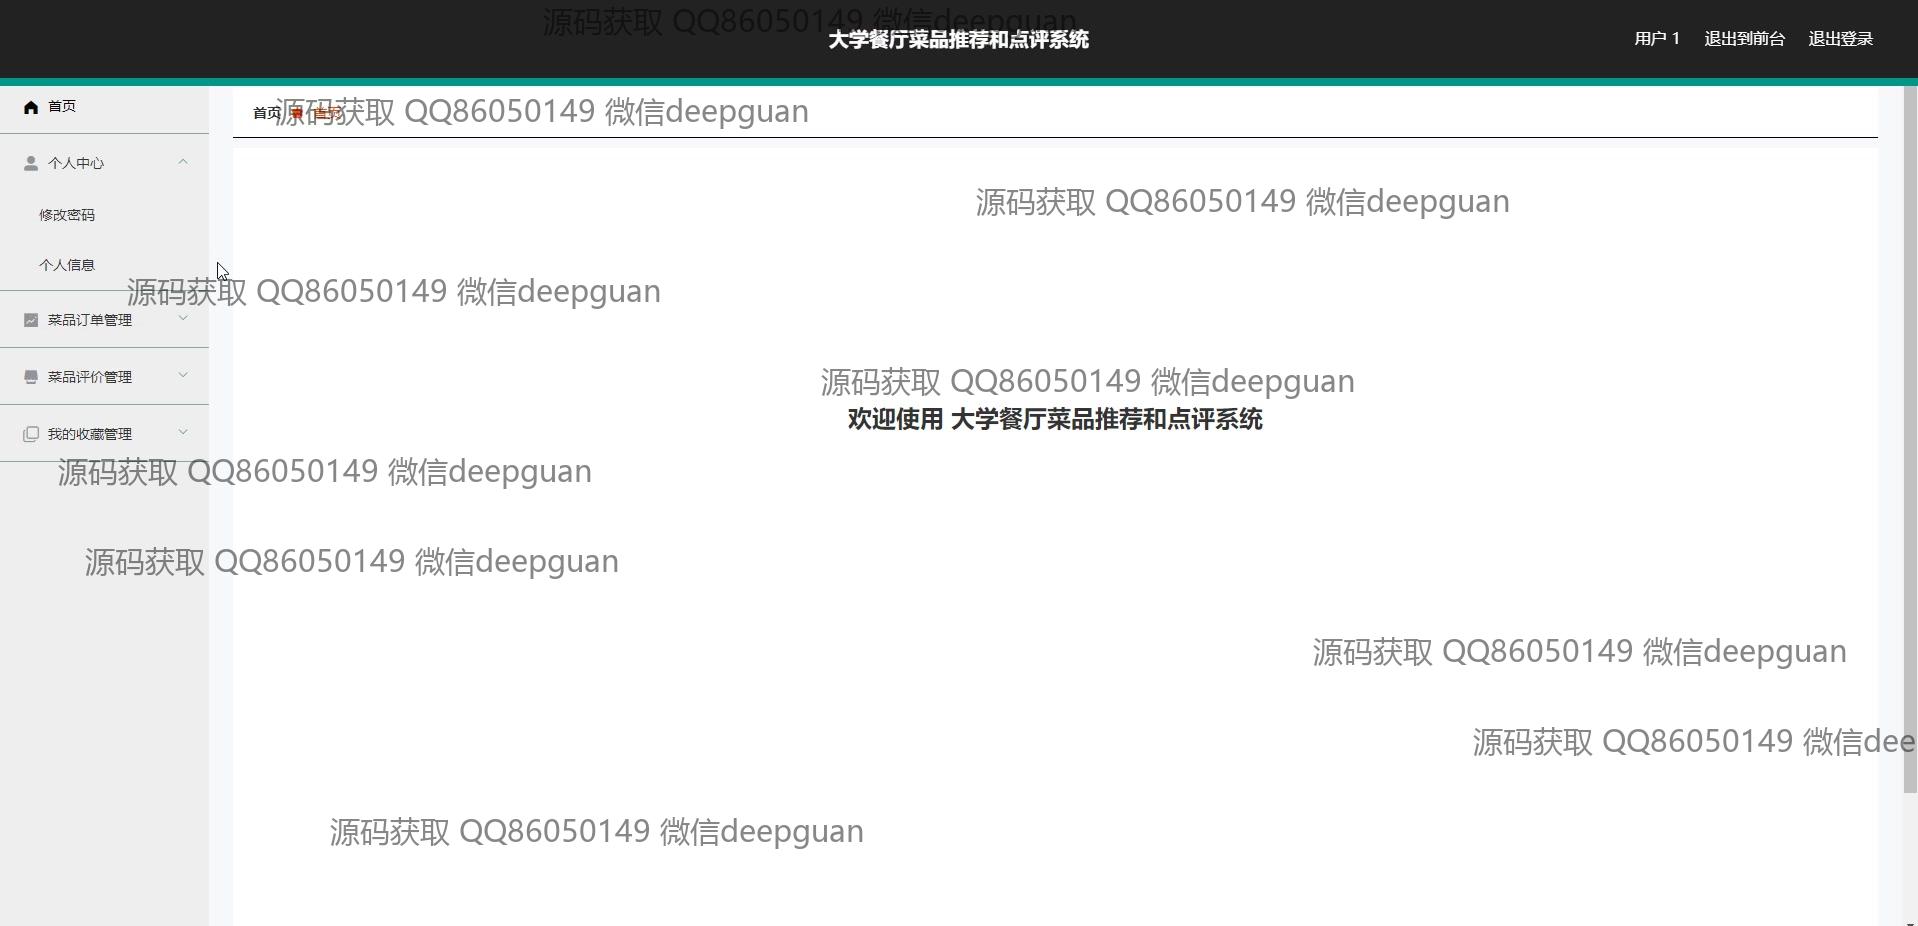 源码获取 QQ86050149 微信deepguan
大学餐厅菜品推荐和点评系统
用户 1 退出到前台 退出登录
首页
首页 首页
源码获取 QQ86050149 微信deepguan
个人中心
源码获取 QQ86050149 微信deepguan
修改密码
个人信息
源码获取 QQ86050149 微信deepguan
菜品订单管理
菜品评价管理
源码获取 QQ86050149 微信deepguan
欢迎使用 大学餐厅菜品推荐和点评系统
我的收藏管理
源码获取 QQ86050149 微信deepguan
源码获取 QQ86050149 微信deepguan
源码获取 QQ86050149 微信deepguan
源码获取 QQ86050149 微信dee
源码获取 QQ86050149 微信deepguan